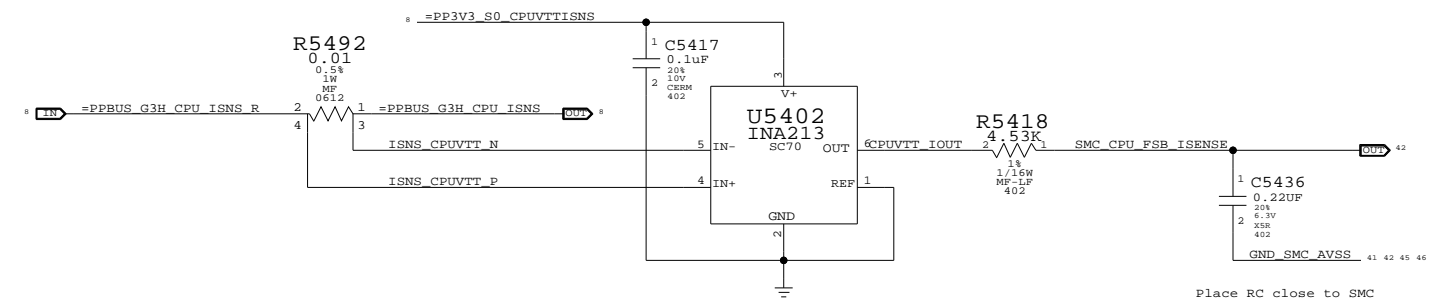 8 =PP3V3_S0_CPUVTTISNS
R5492
0.01
0.5%
1W
MF
0612
1 C5417
0.1uF
20%
10V
CERM
402
2
3
V+
8 IN =PPBUS_G3H_CPU_ISNS_R 2 1 =PPBUS_G3H_CPU_ISNS OUT 8
4 3
U5402
INA213
SC70
ISNS_CPUVTT_N 5 IN- OUT 6 CPUVTT_IOUT
R5418
4.53K
2 1 SMC_CPU_FSB_ISENSE OUT 42
1%
1/16W
MF-LF
402
ISNS_CPUVTT_P 4 IN+ REF 1
GND
2
1 C5436
0.22UF
20%
6.3V
X5R
402
2
GND_SMC_AVSS 41 42 45 46
Place RC close to SMC